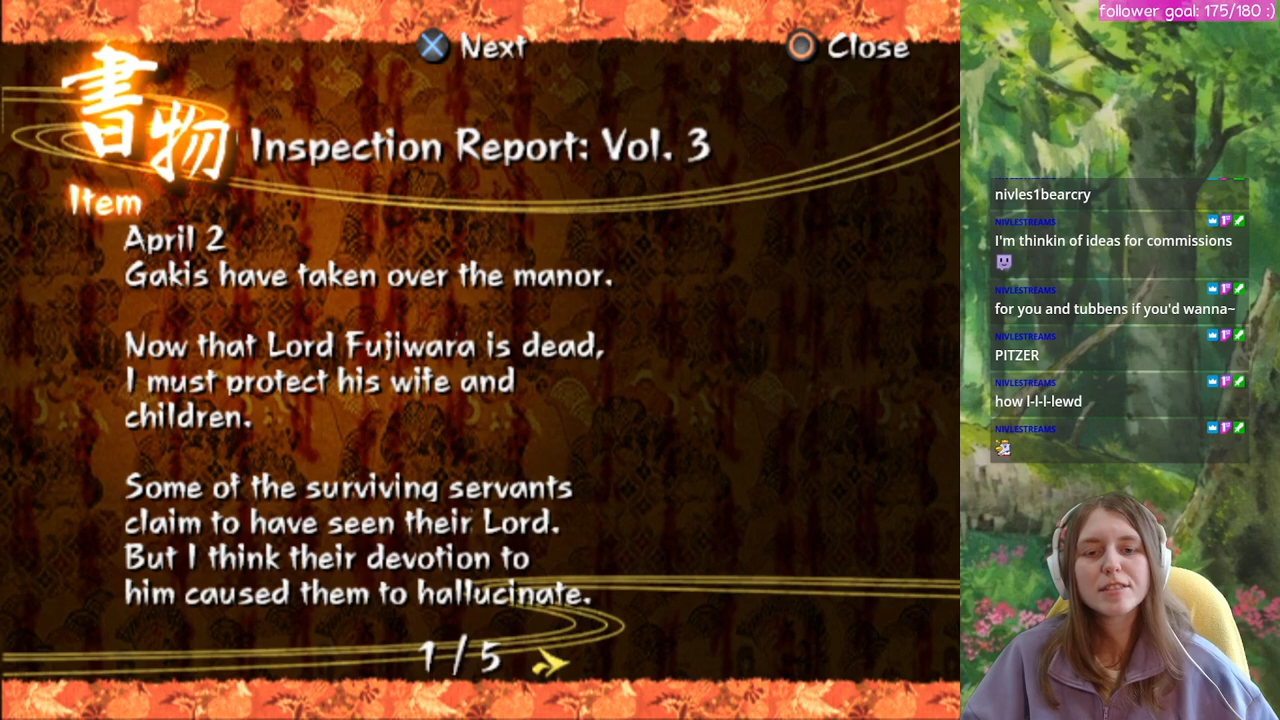 follower goal: 175/180 :)
Next
Close
書物
Inspection Report: Vol. 3
Item
April 2
Gakis have taken over the manor.
Now that Lord Fujiwara is dead,
I must protect his wife and
children.
Some of the surviving servants
claim to have seen their Lord.
But I think their devotion to
him caused them to hallucinate.
1 / 5
nivles1bearcry
NIVLESTREAMS
I'm thinkin of ideas for commissions
NIVLESTREAMS
for you and tubbens if you'd wanna~
NIVLESTREAMS
PITZER
NIVLESTREAMS
how l-l-l-lewd
NIVLESTREAMS